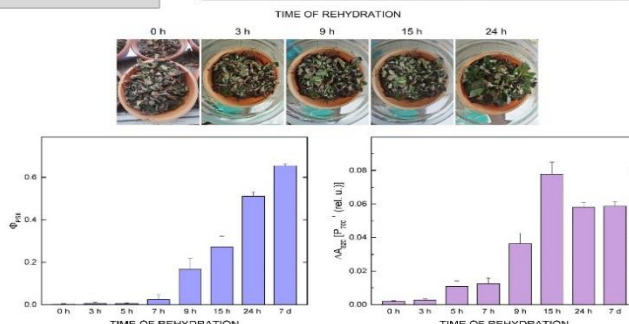 TIME OF REHYDRATION
0 h 3 h 9 h 15 h 24 h
0.6
0.4
0.2
0.0
Φ
0 h 3 h 5 h 7 h 9 h 15 h 24 h 7 d
TIME OF REHYDRATION
0.08
0.06
0.04
0.02
0.00
(rel. u.)]
0 h 3 h 5 h 7 h 9 h 15 h 24 h 7 d
TIME OF REHYDRATION